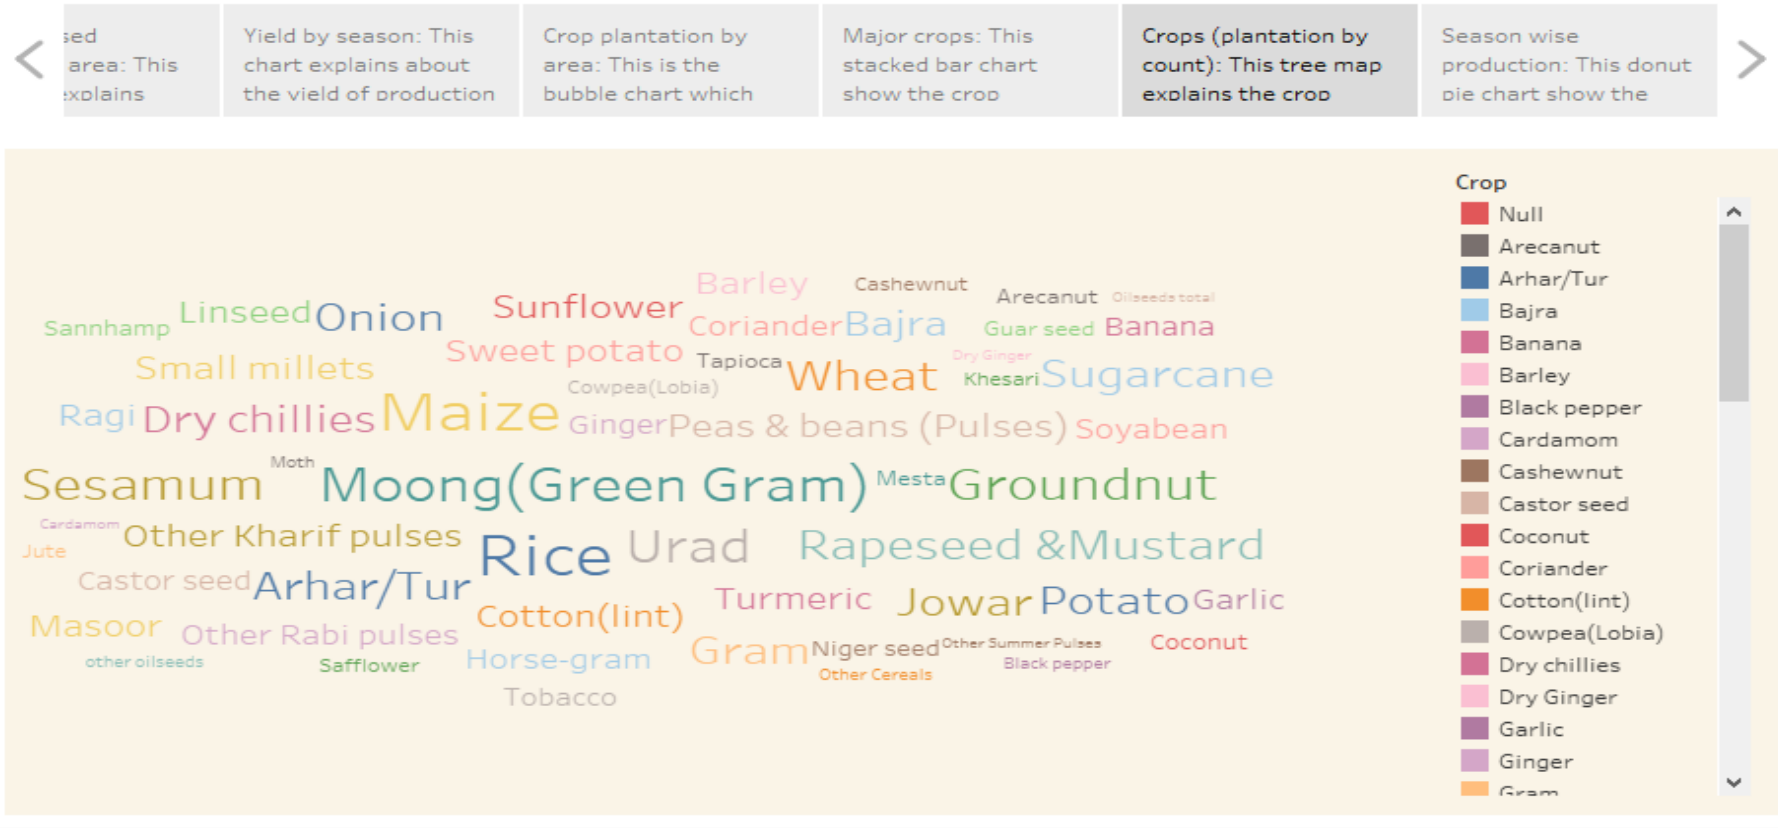 sed
area: This
explains
Yield by season: This
chart explains about
the yield of production
Crop plantation by
area: This is the
bubble chart which
Major crops: This
stacked bar chart
show the crop
Crops (plantation by
count): This tree map
explains the crop
Season wise
production: This donut
pie chart show the
Barley
Cashewnut
Arecanut
Oilseeds total
Linseed
Onion
Sunflower
Sannhamp
Coriander
Bajra
Guar seed
Banana
Sweet potato
Tapioca
Dry Ginger
Small millets
Cowpea(Lobia)
Wheat
Khesari
Sugarcane
Ragi
Dry chillies
Maize
Ginger
Peas & beans (Pulses)
Soyabean
Moth
Sesamum
Moong(Green Gram)
Mesta
Groundnut
Cardamom
Other Kharif pulses
Jute
Rice
Urad
Rapeseed &Mustard
Castor seed
Arhar/Tur
Turmeric
Jowar
Potato
Garlic
Masoor
Other Rabi pulses
Cotton(lint)
Gram
Niger seed
Other Summer Pulses
Coconut
other oilseeds
Safflower
Horse-gram
Black pepper
Other Cereals
Tobacco
Crop
Null
Arecanut
Arhar/Tur
Bajra
Banana
Barley
Black pepper
Cardamom
Cashewnut
Castor seed
Coconut
Coriander
Cotton(lint)
Cowpea(Lobia)
Dry chillies
Dry Ginger
Garlic
Ginger
Gram